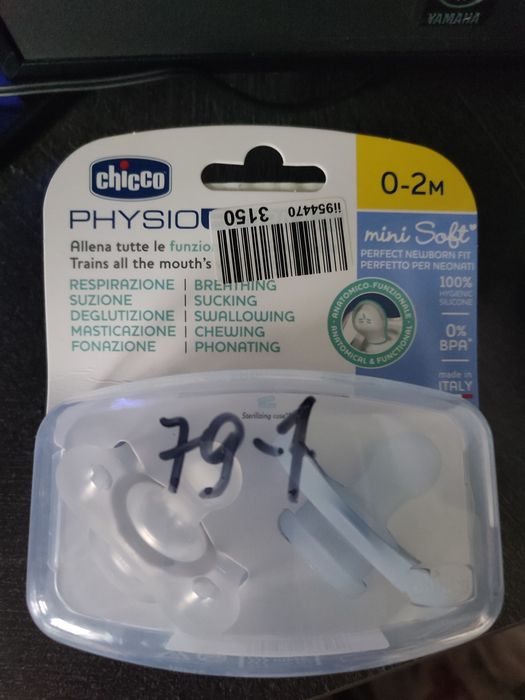 YAMAHA
chicco
0-2M
PHYSIO
ii954470
3150
mini Soft
Allena tutte le funzio
Trains all the mouth's
PERFECT NEWBORN FIT
PERFETTO PER NEONATI
RESPIRAZIONE | BREATHING
SUZIONE | SUCKING
DEGLUTIZIONE | SWALLOWING
MASTICAZIONE | CHEWING
FONAZIONE | PHONATING
ANATOMICO-FUNZIONALE
ANATOMICAL & FUNCTIONAL
100%
HYGIENIC
SILICONE
0%
BPA*
made in
ITALY
Sterilizing case
79-1